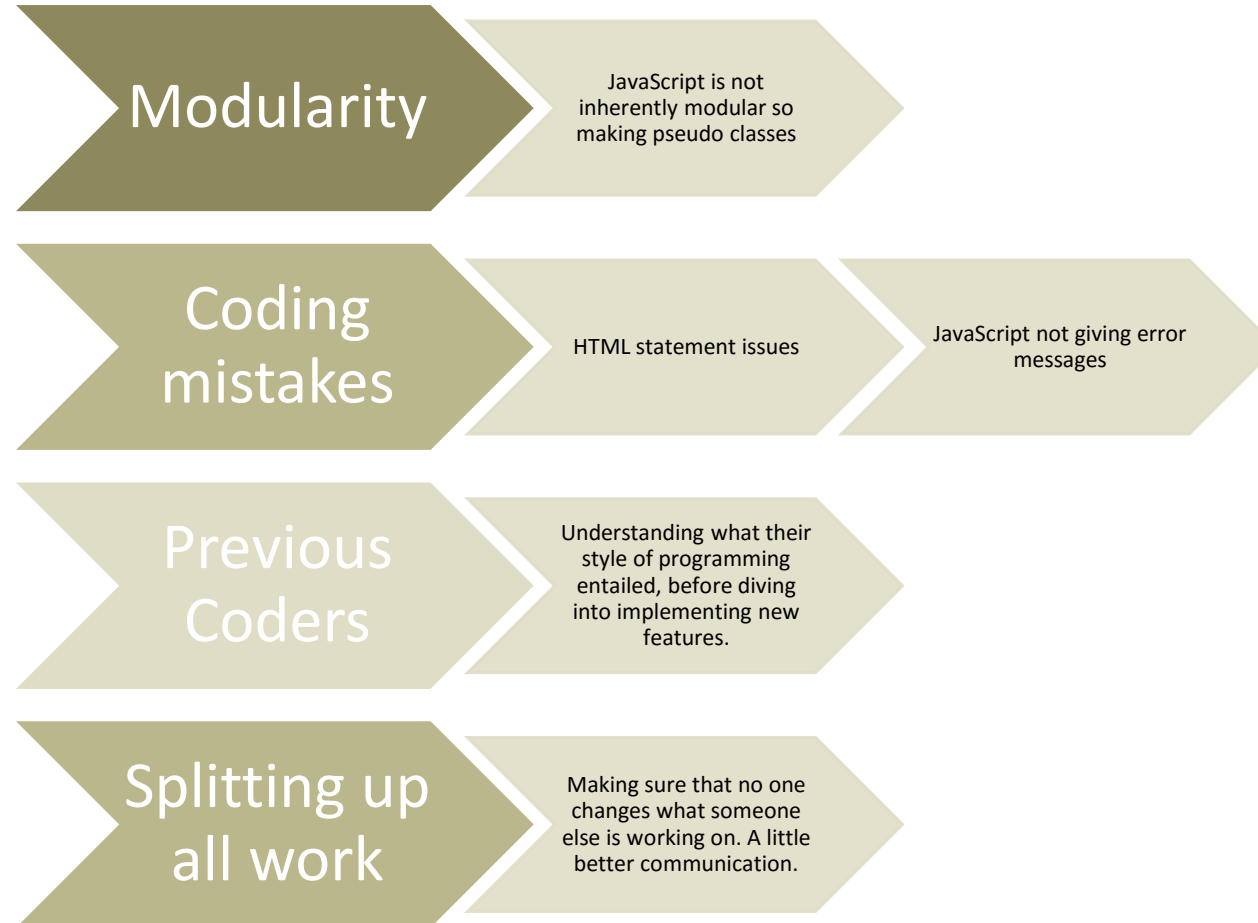 Modularity
JavaScript is not
inherently modular so
making pseudo classes
Coding
mistakes
HTML statement issues
JavaScript not giving error
messages
Previous
Coders
Understanding what their
style of programming
entailed, before diving
into implementing new
features.
Splitting up
all work
Making sure that no one
changes what someone
else is working on. A little
better communication.